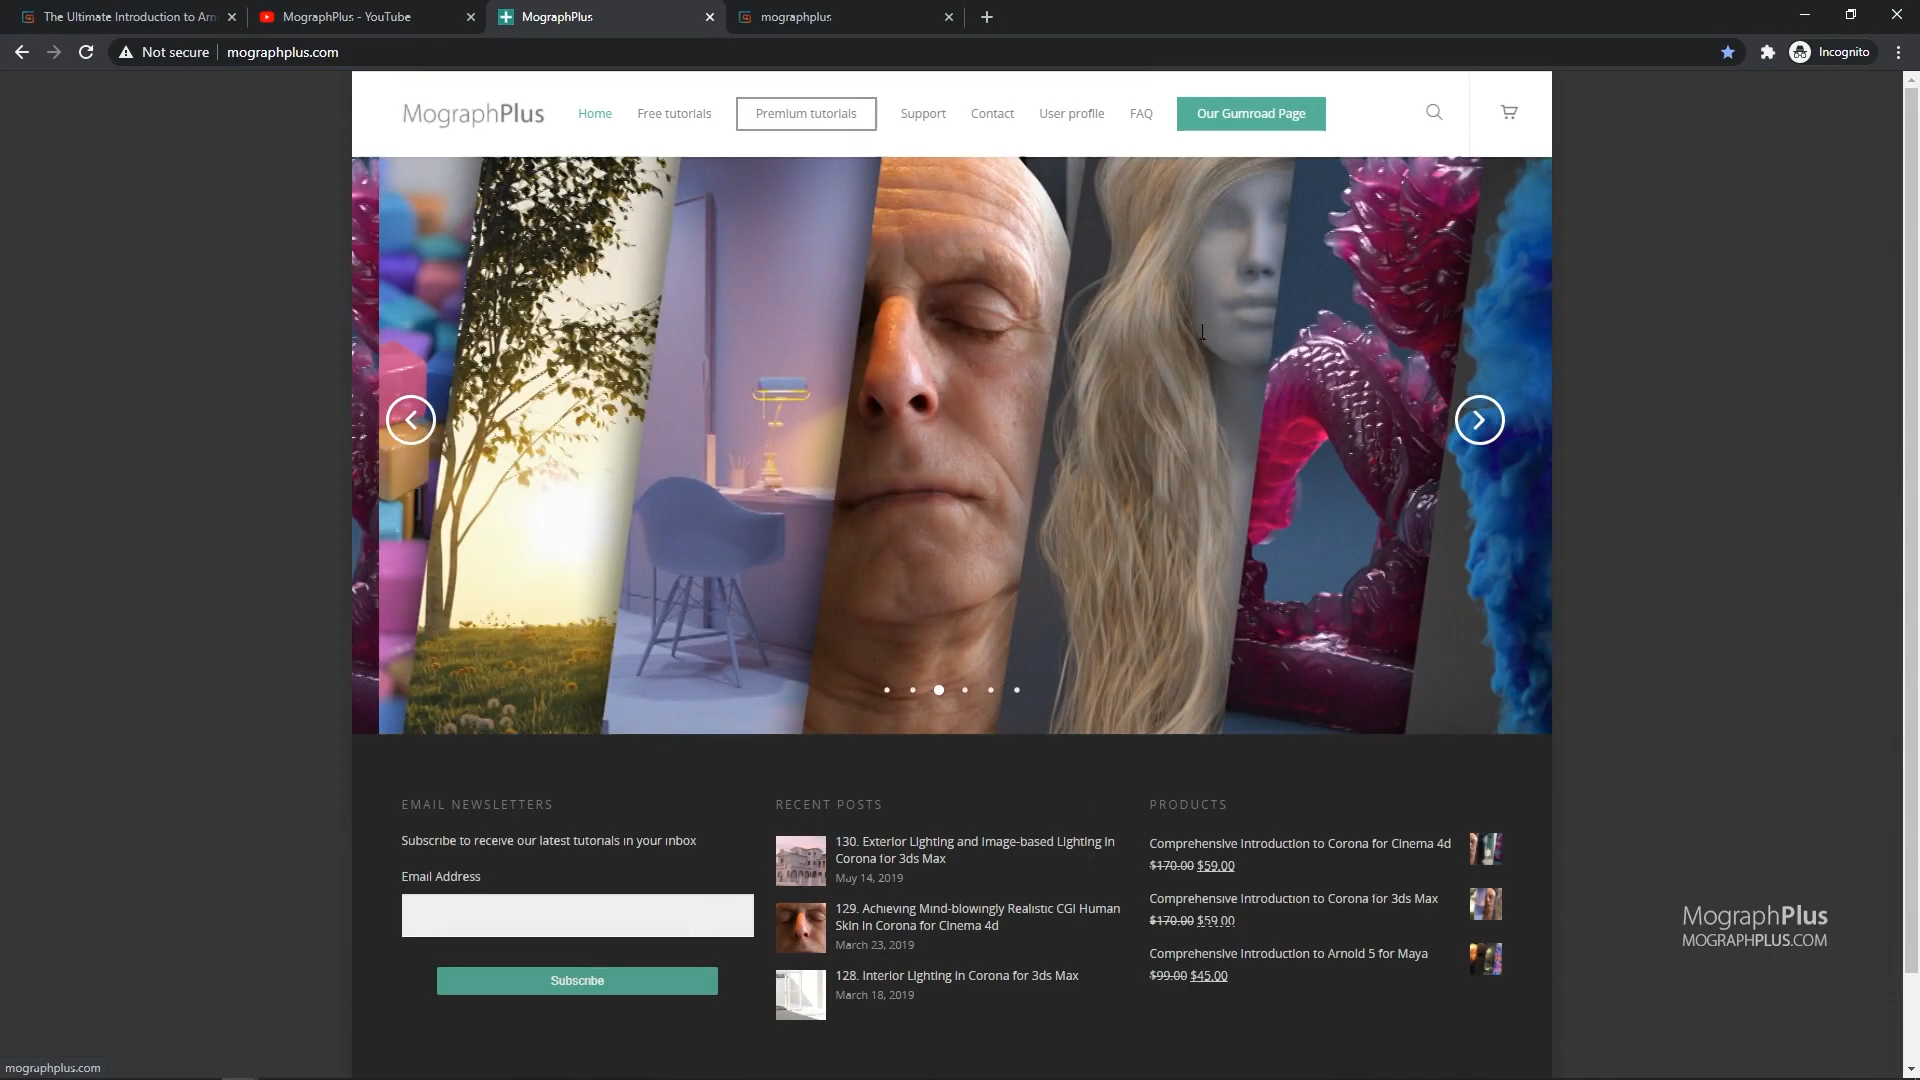 The Ultimate Introduction to Arn
MographPlus - YouTube
MographPlus
mographplus
Not secure
mographplus.com
Incognito
MographPlus
Home
Free tutorials
Premium tutorials
Support
Contact
User profile
FAQ
Our Gumroad Page
EMAIL NEWSLETTERS
Subscribe to receive our latest tutorials in your inbox
Email Address
Subscribe
RECENT POSTS
130. Exterior Lighting and Image-based Lighting in
Corona for 3ds Max
May 14, 2019
129. Achieving Mind-blowingly Realistic CGI Human
Skin in Corona for Cinema 4d
March 23, 2019
128. Interior Lighting in Corona for 3ds Max
March 18, 2019
PRODUCTS
Comprehensive Introduction to Corona for Cinema 4d
$170.00 $59.00
Comprehensive Introduction to Corona for 3ds Max
$170.00 $59.00
Comprehensive Introduction to Arnold 5 for Maya
$99.00 $45.00
MographPlus
MOGRAPHPLUS.COM
mographplus.com